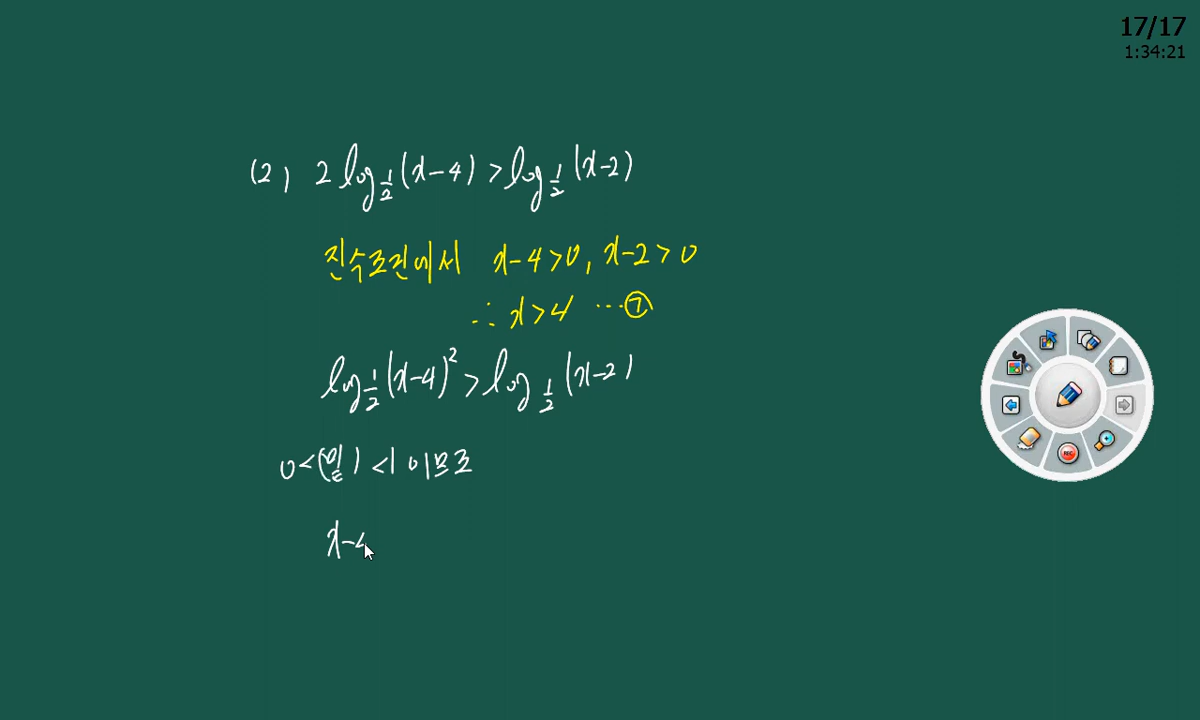 17/17
1:34:21
(2) 2log½(x-4)>log½(x-2)
진수조건에서 x-4>0, x-2>0
∴ x>4 …㉠
log½(x-4)²>log½(x-2)
0<(밑)<1 이므로
x-4
REC